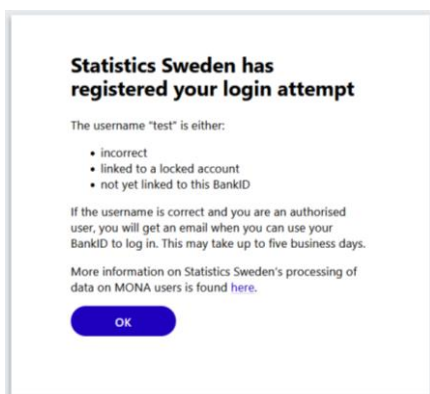 Statistics Sweden has
registered your login attempt
The username "test" is either:
• incorrect
• linked to a locked account
• not yet linked to this BankID
If the username is correct and you are an authorised
user, you will get an email when you can use your
BankID to log in. This may take up to five business days.
More information on Statistics Sweden's processing of
data on MONA users is found here.
OK